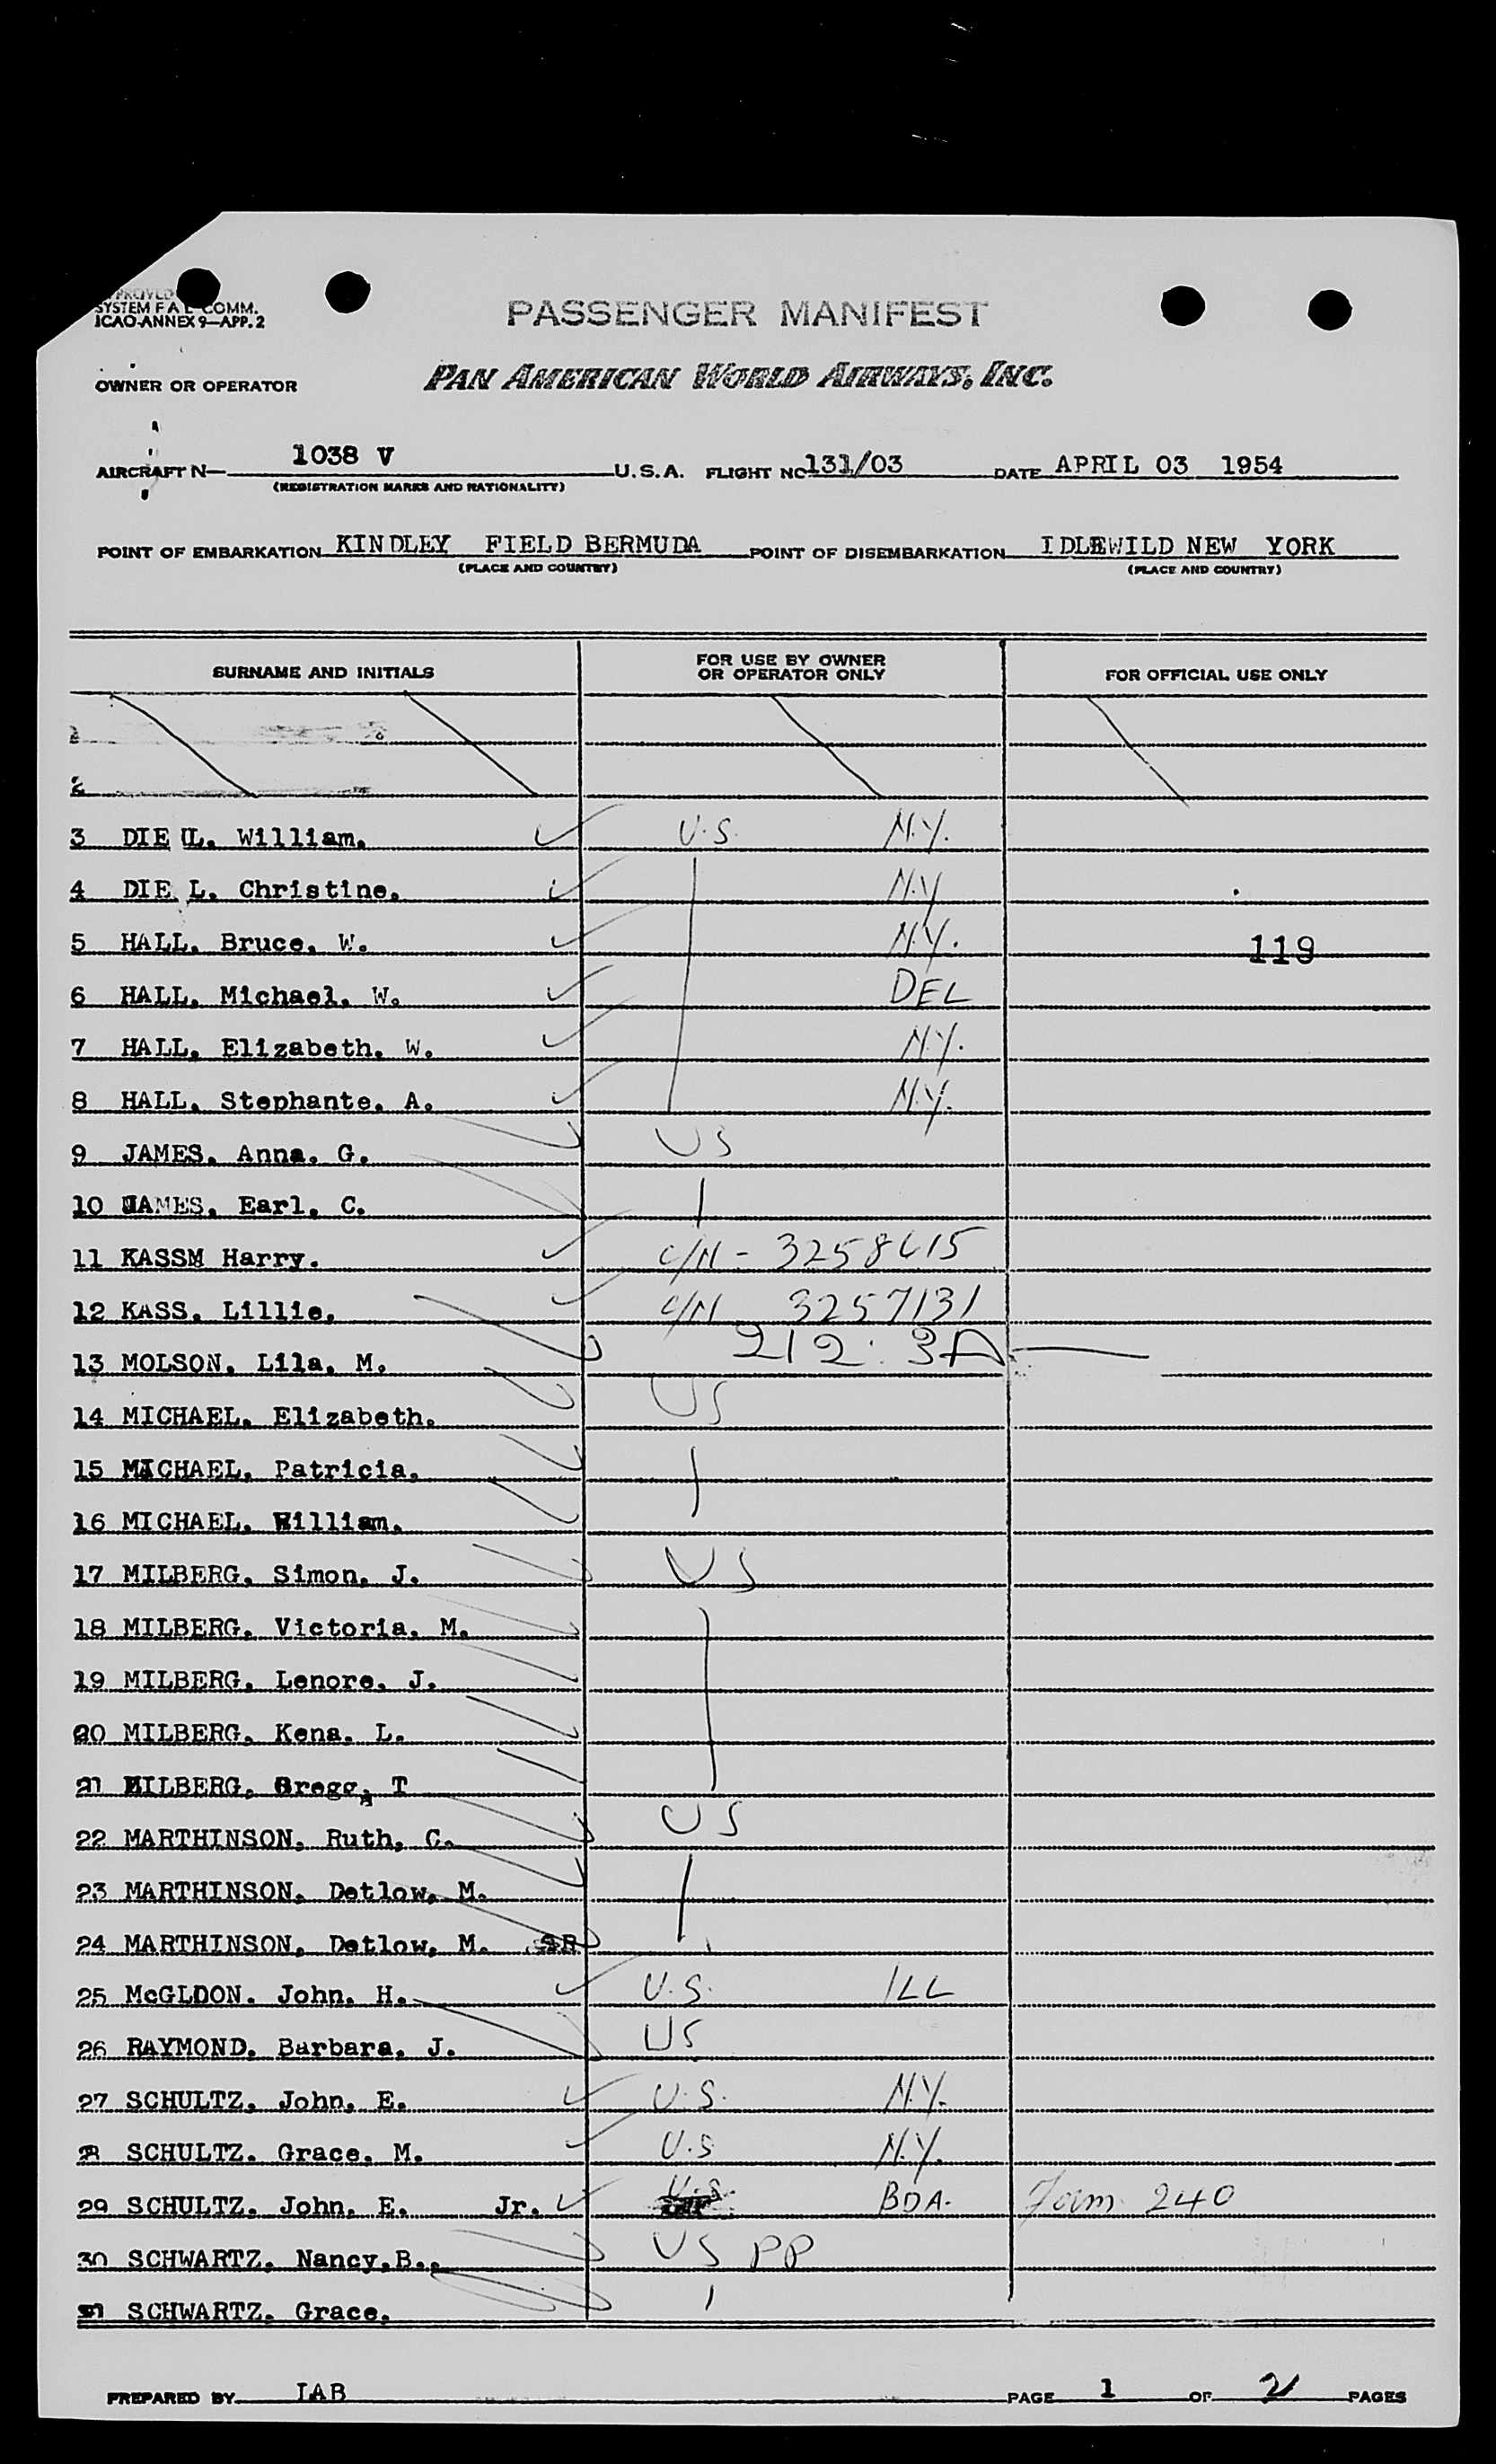 SYSTEM FAL COMM.
ICAO-ANNEX 9—APP. 2
PASSENGER MANIFEST
OWNER OR OPERATOR PAN AMERICAN WORLD AIRWAYS, INC.
AIRCRAFT N— 1038 V U.S.A. FLIGHT NO 131/03 DATE APRIL 03 1954
(REGISTRATION MARKS AND NATIONALITY)
POINT OF EMBARKATION KINDLEY FIELD BERMUDA POINT OF DISEMBARKATION IDLEWILD NEW YORK
(PLACE AND COUNTRY) (PLACE AND COUNTRY)
SURNAME AND INITIALS FOR USE BY OWNER OR OPERATOR ONLY FOR OFFICIAL USE ONLY
2
3 DIE L. William. U.S. N.Y.
4 DIE L. Christine. N.Y
5 HALL. Bruce. W. N.Y. 119
6 HALL. Michael. W. DEL
7 HALL. Elizabeth. W. N.Y.
8 HALL. Stephante. A. N.Y.
9 JAMES. Anna. G. US
10 JAMES. Earl. C.
11 KASSM Harry. C/N - 3258615
12 KASS. Lillie. C/N 3257131
13 MOLSON. Lila. M. 212.3A
14 MICHAEL. Elizabeth. US
15 MICHAEL. Patricia.
16 MICHAEL. William.
17 MILBERG. Simon. J. US
18 MILBERG. Victoria. M.
19 MILBERG. Lenore. J.
20 MILBERG. Kena. L.
21 MILBERG. Gregg, T
22 MARTHINSON. Ruth, C. US
23 MARTHINSON. Detlow. M.
24 MARTHINSON. Detlow. M. SR
25 McGLDON. John. H. U.S. ILL
26 RAYMOND. Barbara. J. US
27 SCHULTZ. John. E. U.S. N.Y.
28 SCHULTZ. Grace. M. U.S N.Y.
29 SCHULTZ. John. E. Jr. U.S. BDA. Form 240
30 SCHWARTZ. Nancy.B.. US PP
31 SCHWARTZ. Grace.
PREPARED BY IAB PAGE 1 OF 2 PAGES